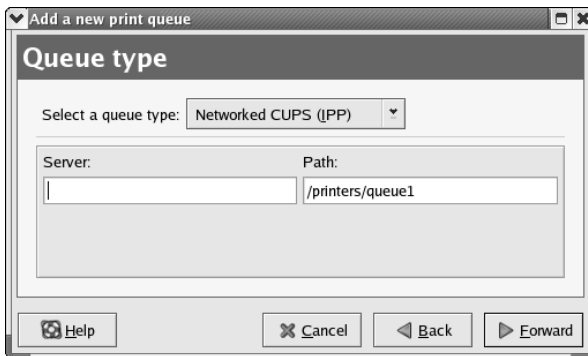 Add a new print queue
Queue type
Select a queue type: Networked CUPS (IPP)
Server: Path:
/printers/queue1
Help Cancel Back Forward